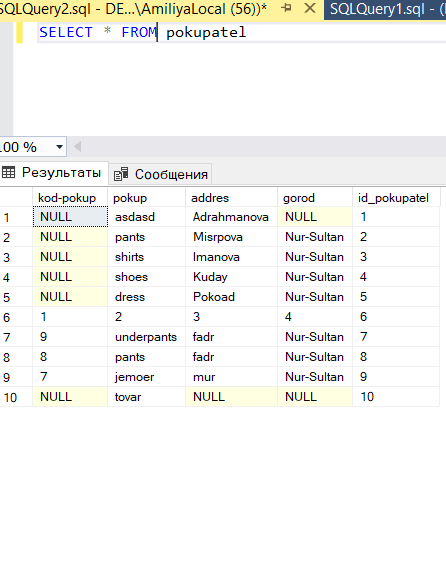 SQLQuery2.sql - DE...\AmiliyaLocal (56))* SQLQuery1.sql - (
SELECT * FROM pokupatel
100 %
Результаты Сообщения
kod-pokup pokup addres gorod id_pokupatel
1 NULL asdasd Adrahmanova NULL 1
2 NULL pants Misrpova Nur-Sultan 2
3 NULL shirts Imanova Nur-Sultan 3
4 NULL shoes Kuday Nur-Sultan 4
5 NULL dress Pokoad Nur-Sultan 5
6 1 2 3 4 6
7 9 underpants fadr Nur-Sultan 7
8 8 pants fadr Nur-Sultan 8
9 7 jemoer mur Nur-Sultan 9
10 NULL tovar NULL NULL 10